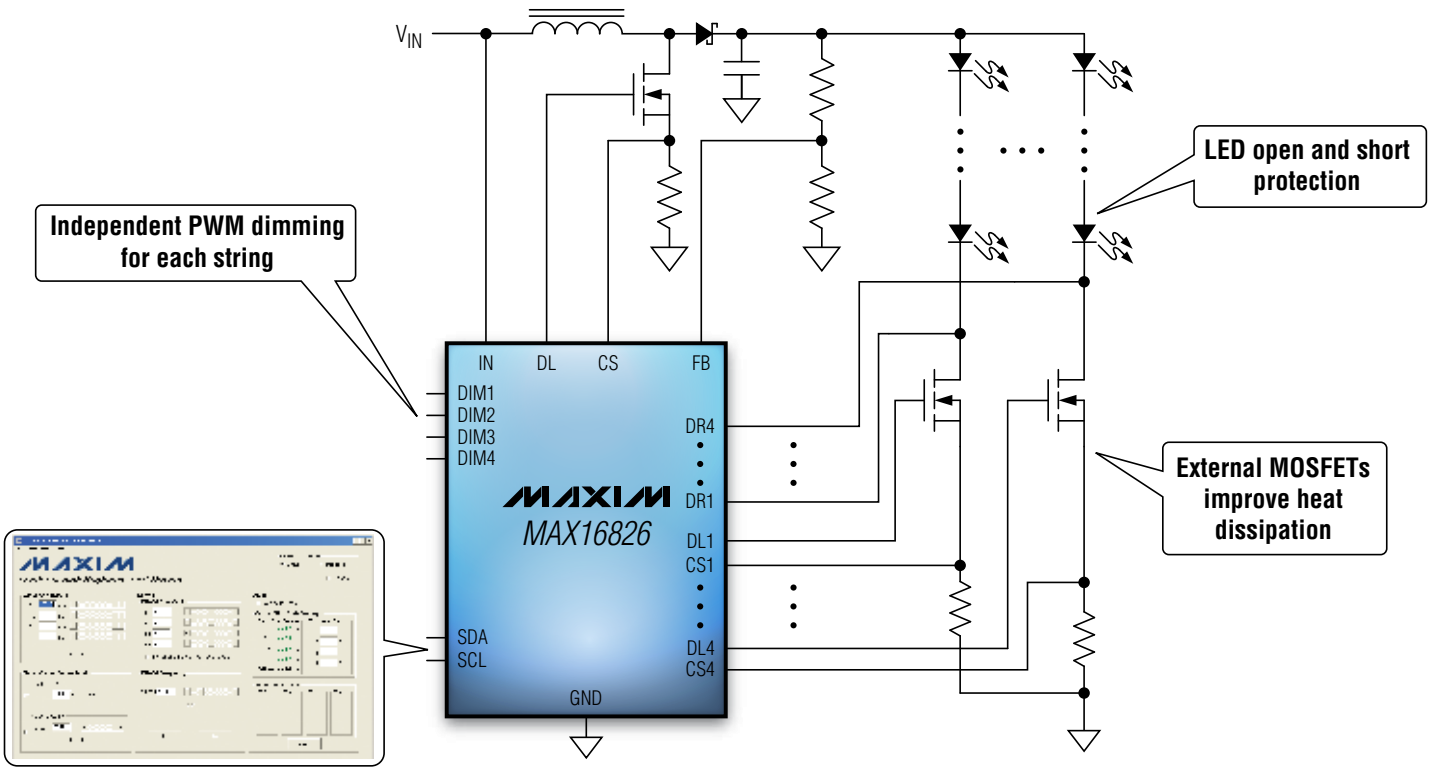 VIN
LED open and short
protection
Independent PWM dimming
for each string
IN
DL
CS
FB
DIM1
DIM2
DIM3
DIM4
DR4
DR1
MAXIM
MAX16826
DL1
CS1
External MOSFETs
improve heat
dissipation
MAXIM
SDA
SCL
DL4
CS4
GND